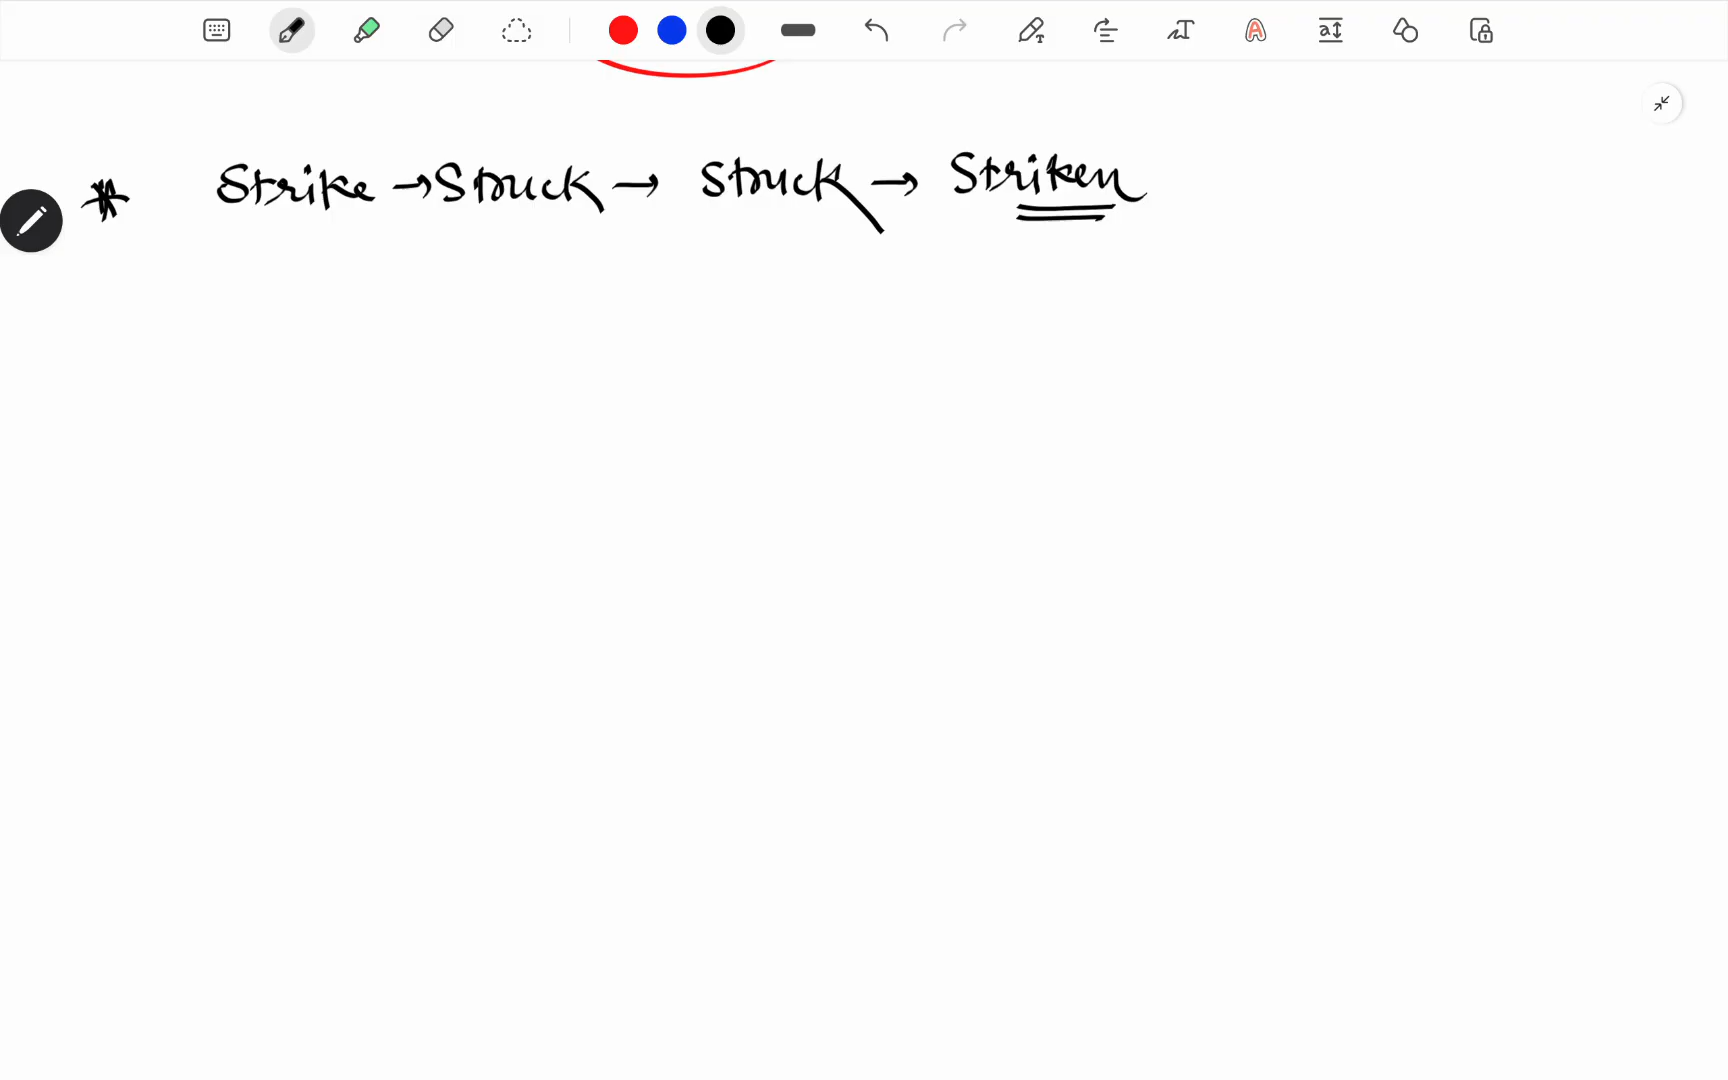 * Strike → Struck → Struck → Striken